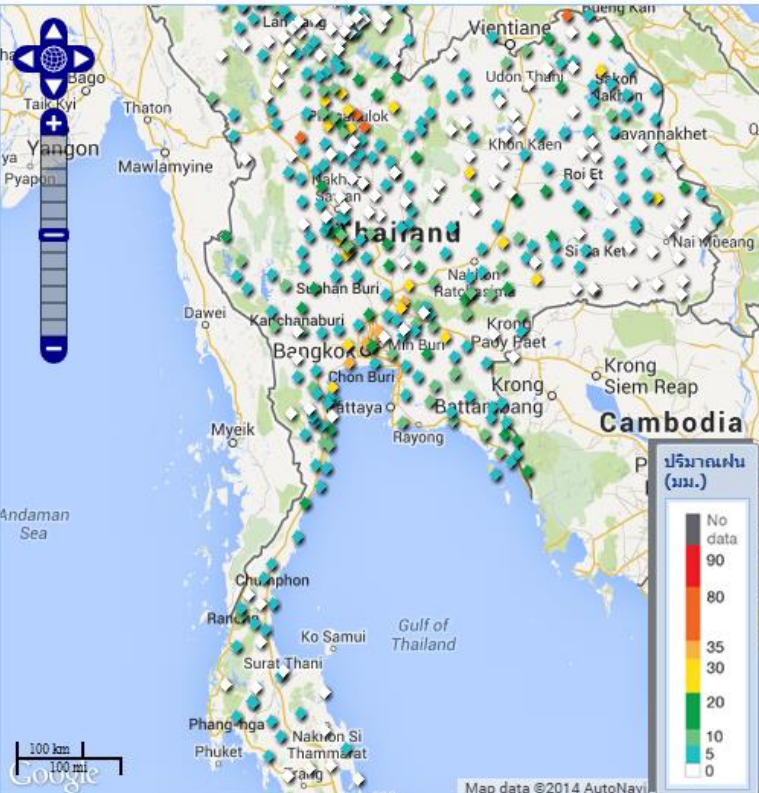 Lampang
Vientiane
Bueng Kan
Bago
Udon Thani
Sakon
Nakhon
Taik Kyi
Thaton
Phitsanulok
Savannakhet
Yangon
Khon Kaen
Pyapon
Mawlamyine
Roi Et
Nakhon
Sawan
Thailand
Si Sa Ket
Nai Mueang
Nakhon
Ratchasima
Suphan Buri
Dawei
Kanchanaburi
Krong
Paoy Paet
Bangkok
Min Buri
Chon Buri
Krong
Siem Reap
Krong
Battambang
Pattaya
Cambodia
Rayong
Myeik
Andaman
Sea
ปริมาณฝน
(มม.)
No
data
90
80
35
30
20
10
5
0
Chumphon
Ranong
Ko Samui
Gulf of
Thailand
Surat Thani
Phang-nga
Nakhon Si
Thammarat
Phuket
Trang
100 km
100 mi
Google
Map data ©2014 AutoNavi